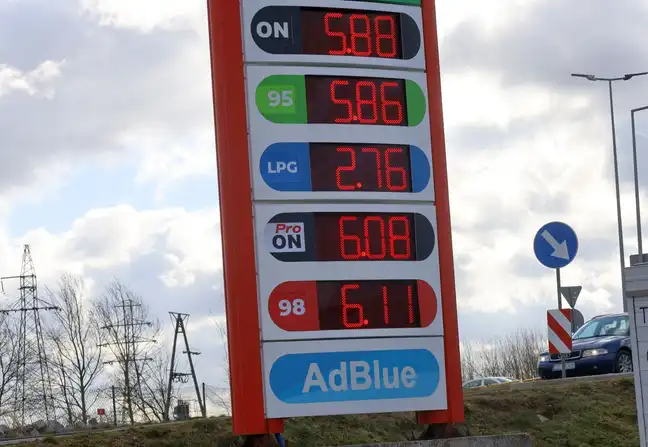 ON 5.88
95 5.86
LPG 2.76
Pro ON 6.08
98 6.11
AdBlue